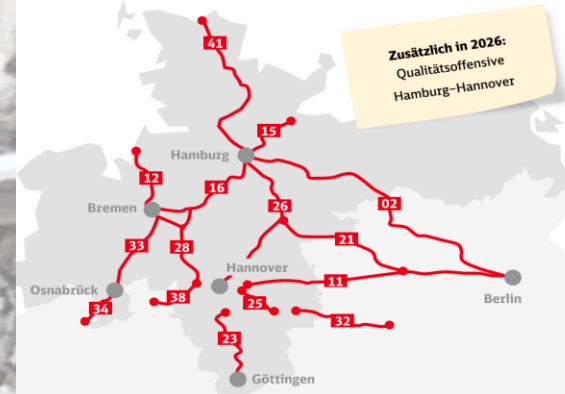 41
Zusätzlich in 2026:
Qualitätsoffensive
Hamburg–Hannover
15
Hamburg
12
16
Bremen
26
02
33
28
21
Hannover
Osnabrück
11
Berlin
38
25
34
32
23
Göttingen